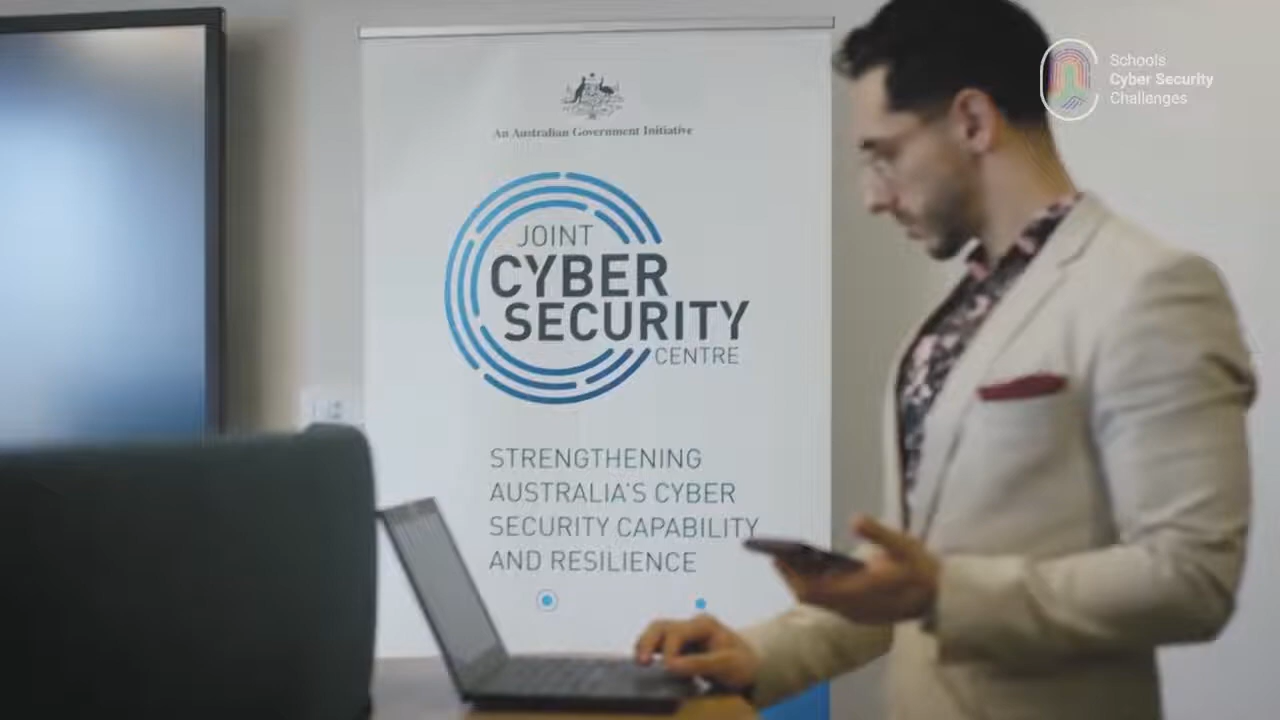 An Australian Government Initiative
JOINT
CYBER
SECURITY
CENTRE
STRENGTHENING
AUSTRALIA'S CYBER
SECURITY CAPABILITY
AND RESILIENCE
Schools
Cyber Security
Challenges